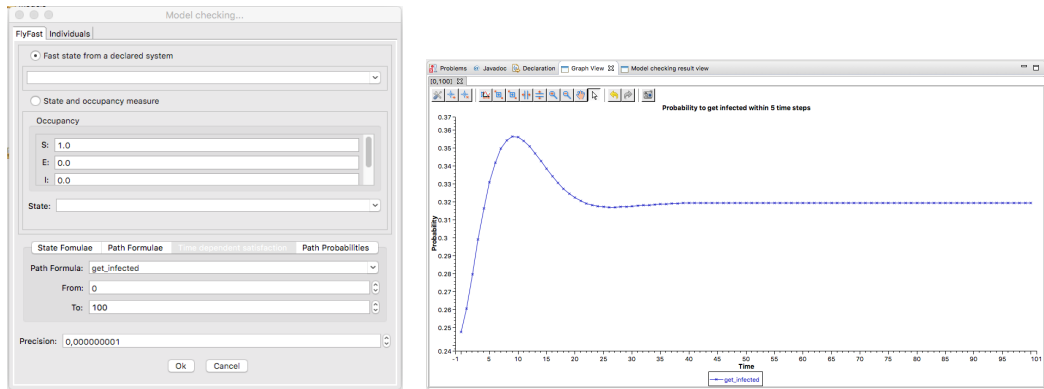 Model checking...
FlyFast Individuals
Fast state from a declared system
State and occupancy measure
Occupancy
S: 1.0
E: 0.0
I: 0.0
State:
State Fomulae Path Formulae Time dependent satisfaction Path Probabilities
Path Formula: get_infected
From: 0
To: 100
Precision: 0,000000001
Ok Cancel
Problems Javadoc Declaration Graph View Model checking result view
[0,100]
Probability to get infected within 5 time steps
0.37
0.36
0.35
0.34
0.33
0.32
0.31
0.3
0.29
0.28
0.27
0.26
0.25
0.24
Probability
-1 5 10 15 20 25 30 35 40 45 50 55 60 65 70 75 80 85 90 95 101
Time
get_infected